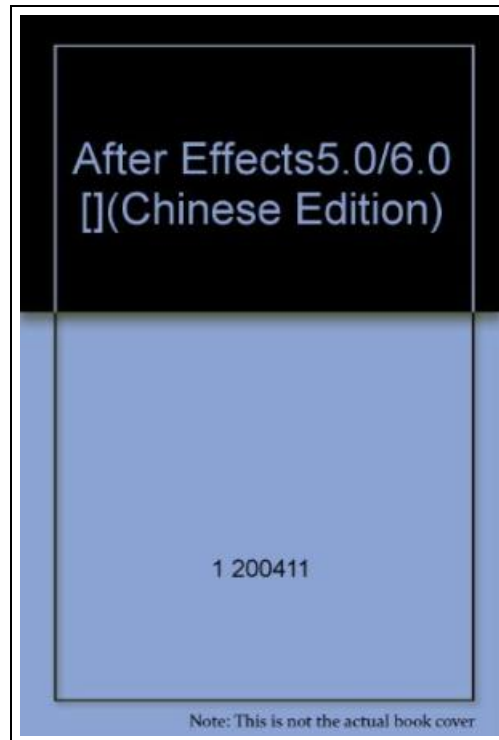 After Effects5.0/6.0
[](Chinese Edition)
1 200411
Note: This is not the actual book cover